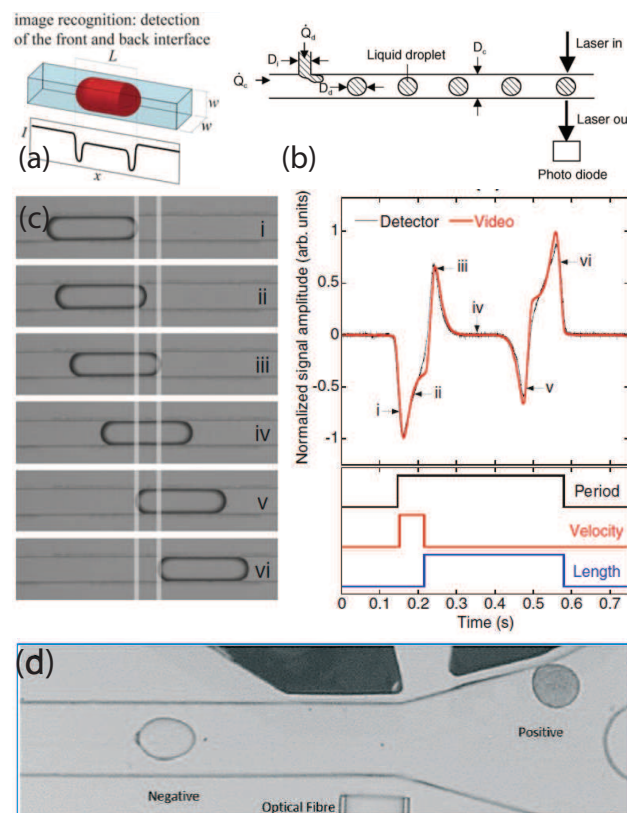 image recognition: detection
of the front and back interface
L
w
w
I
x
(a)
Q̇d
Di
Liquid droplet
Dc
Laser in
Q̇c
Dd
Laser out
(b)
Photo diode
(c)
i
ii
iii
iv
v
vi
Normalized signal amplitude (arb. units)
Detector
Video
1
0.5
0
-0.5
-1
iii
vi
iv
i
ii
v
Period
Velocity
Length
0
0.1
0.2
0.3
0.4
0.5
0.6
0.7
Time (s)
(d)
Positive
Negative
Optical Fibre